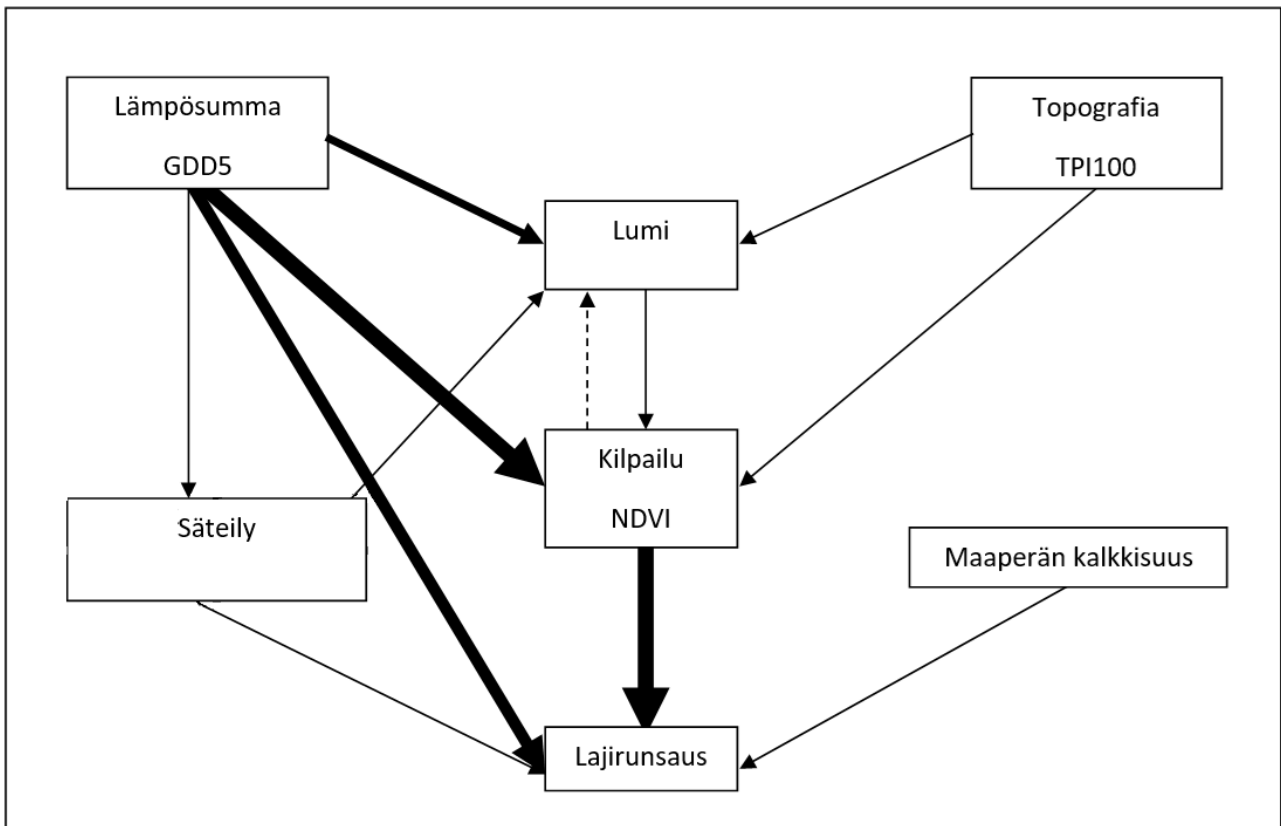 Lämpösumma
GDD5
Topografia
TPI100
Lumi
Kilpailu
NDVI
Säteily
Maaperän kalkkisuus
Lajirunsaus